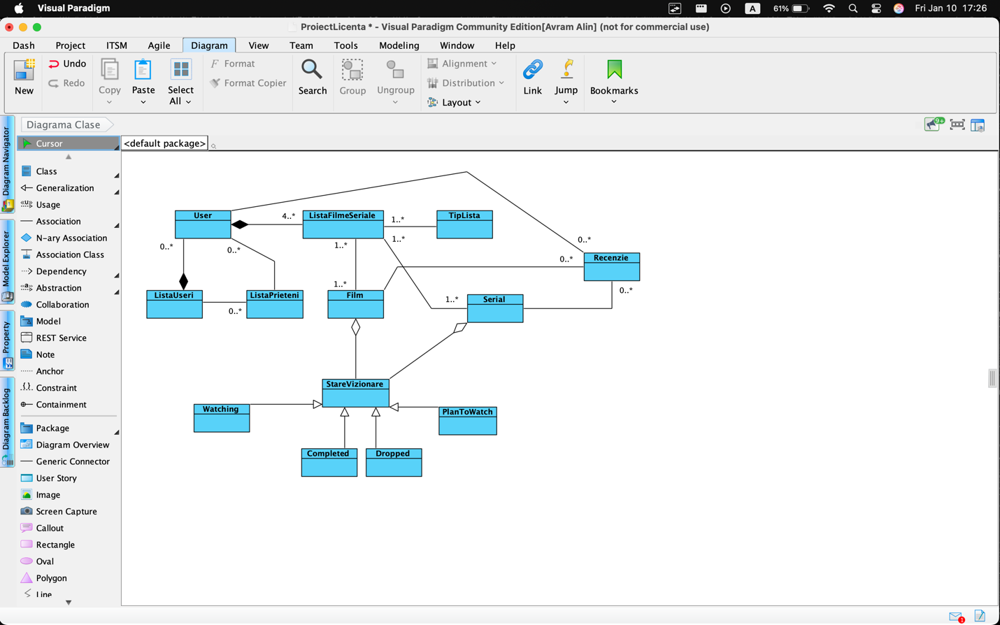 Visual Paradigm
A
61%
Fri Jan 10 17:26
ProiectLicenta * - Visual Paradigm Community Edition[Avram Alin] (not for commercial use)
Dash Project ITSM Agile Diagram View Team Tools Modeling Window Help
New
Undo
Redo
Copy
Paste
Select
All
Format
Format Copier
Search
Group
Ungroup
Alignment
Distribution
Layout
Link
Jump
Bookmarks
Diagrama Clase
9+
Diagram Navigator
Model Explorer
Property
Diagram Backlog
Cursor
Class
Generalization
Usage
Association
N-ary Association
Association Class
Dependency
Abstraction
Collaboration
Model
REST Service
Note
Anchor
Constraint
Containment
Package
Diagram Overview
Generic Connector
User Story
Image
Screen Capture
Callout
Rectangle
Oval
Polygon
Line
<default package>
User
4..*
ListaFilmeSeriale
1..*
TipLista
1..*
1..*
0..*
0..*
0..*
0..*
Recenzie
0..*
1..*
ListaUseri
ListaPrieteni
0..*
Film
1..*
Serial
StareVizionare
Watching
PlanToWatch
Completed
Dropped
1